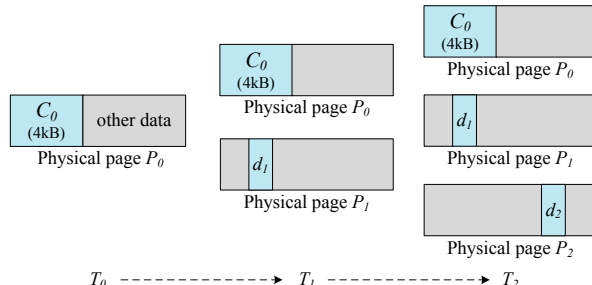 C0
(4kB)
other data
Physical page P0
C0
(4kB)
Physical page P0
d1
Physical page P1
C0
(4kB)
Physical page P0
d1
Physical page P1
d2
Physical page P2
T0 T1 T2